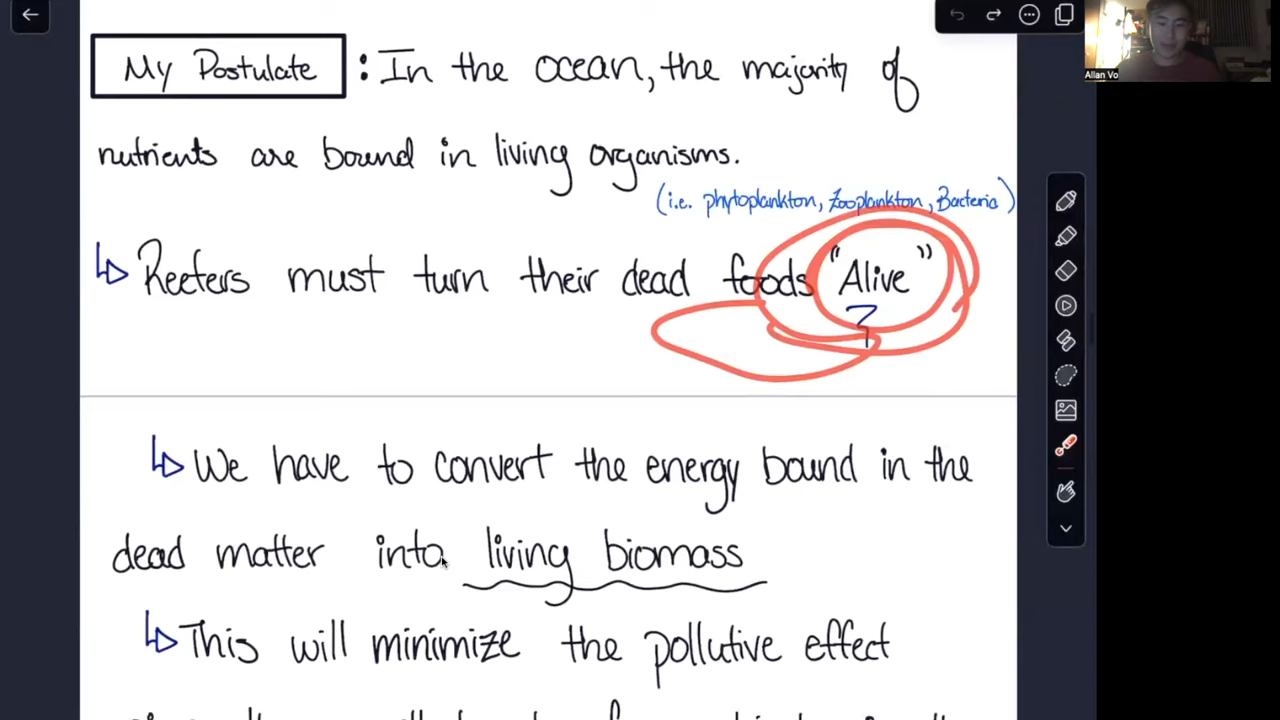 Allan Vo
My Postulate : In the ocean, the majority of
nutrients are bound in living organisms.
(i.e. phytoplankton, Zooplankton, Bacteria)
↳ Reefers must turn their dead foods "Alive"
?
↳ We have to convert the energy bound in the
dead matter into living biomass
↳ This will minimize the pollutive effect